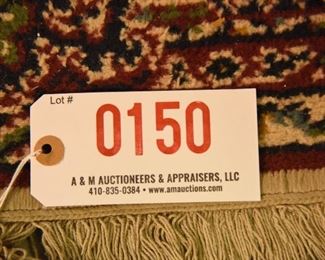 Lot #
0150
A & M AUCTIONEERS & APPRAISERS, LLC
410-835-0384 • www.amauctions.com